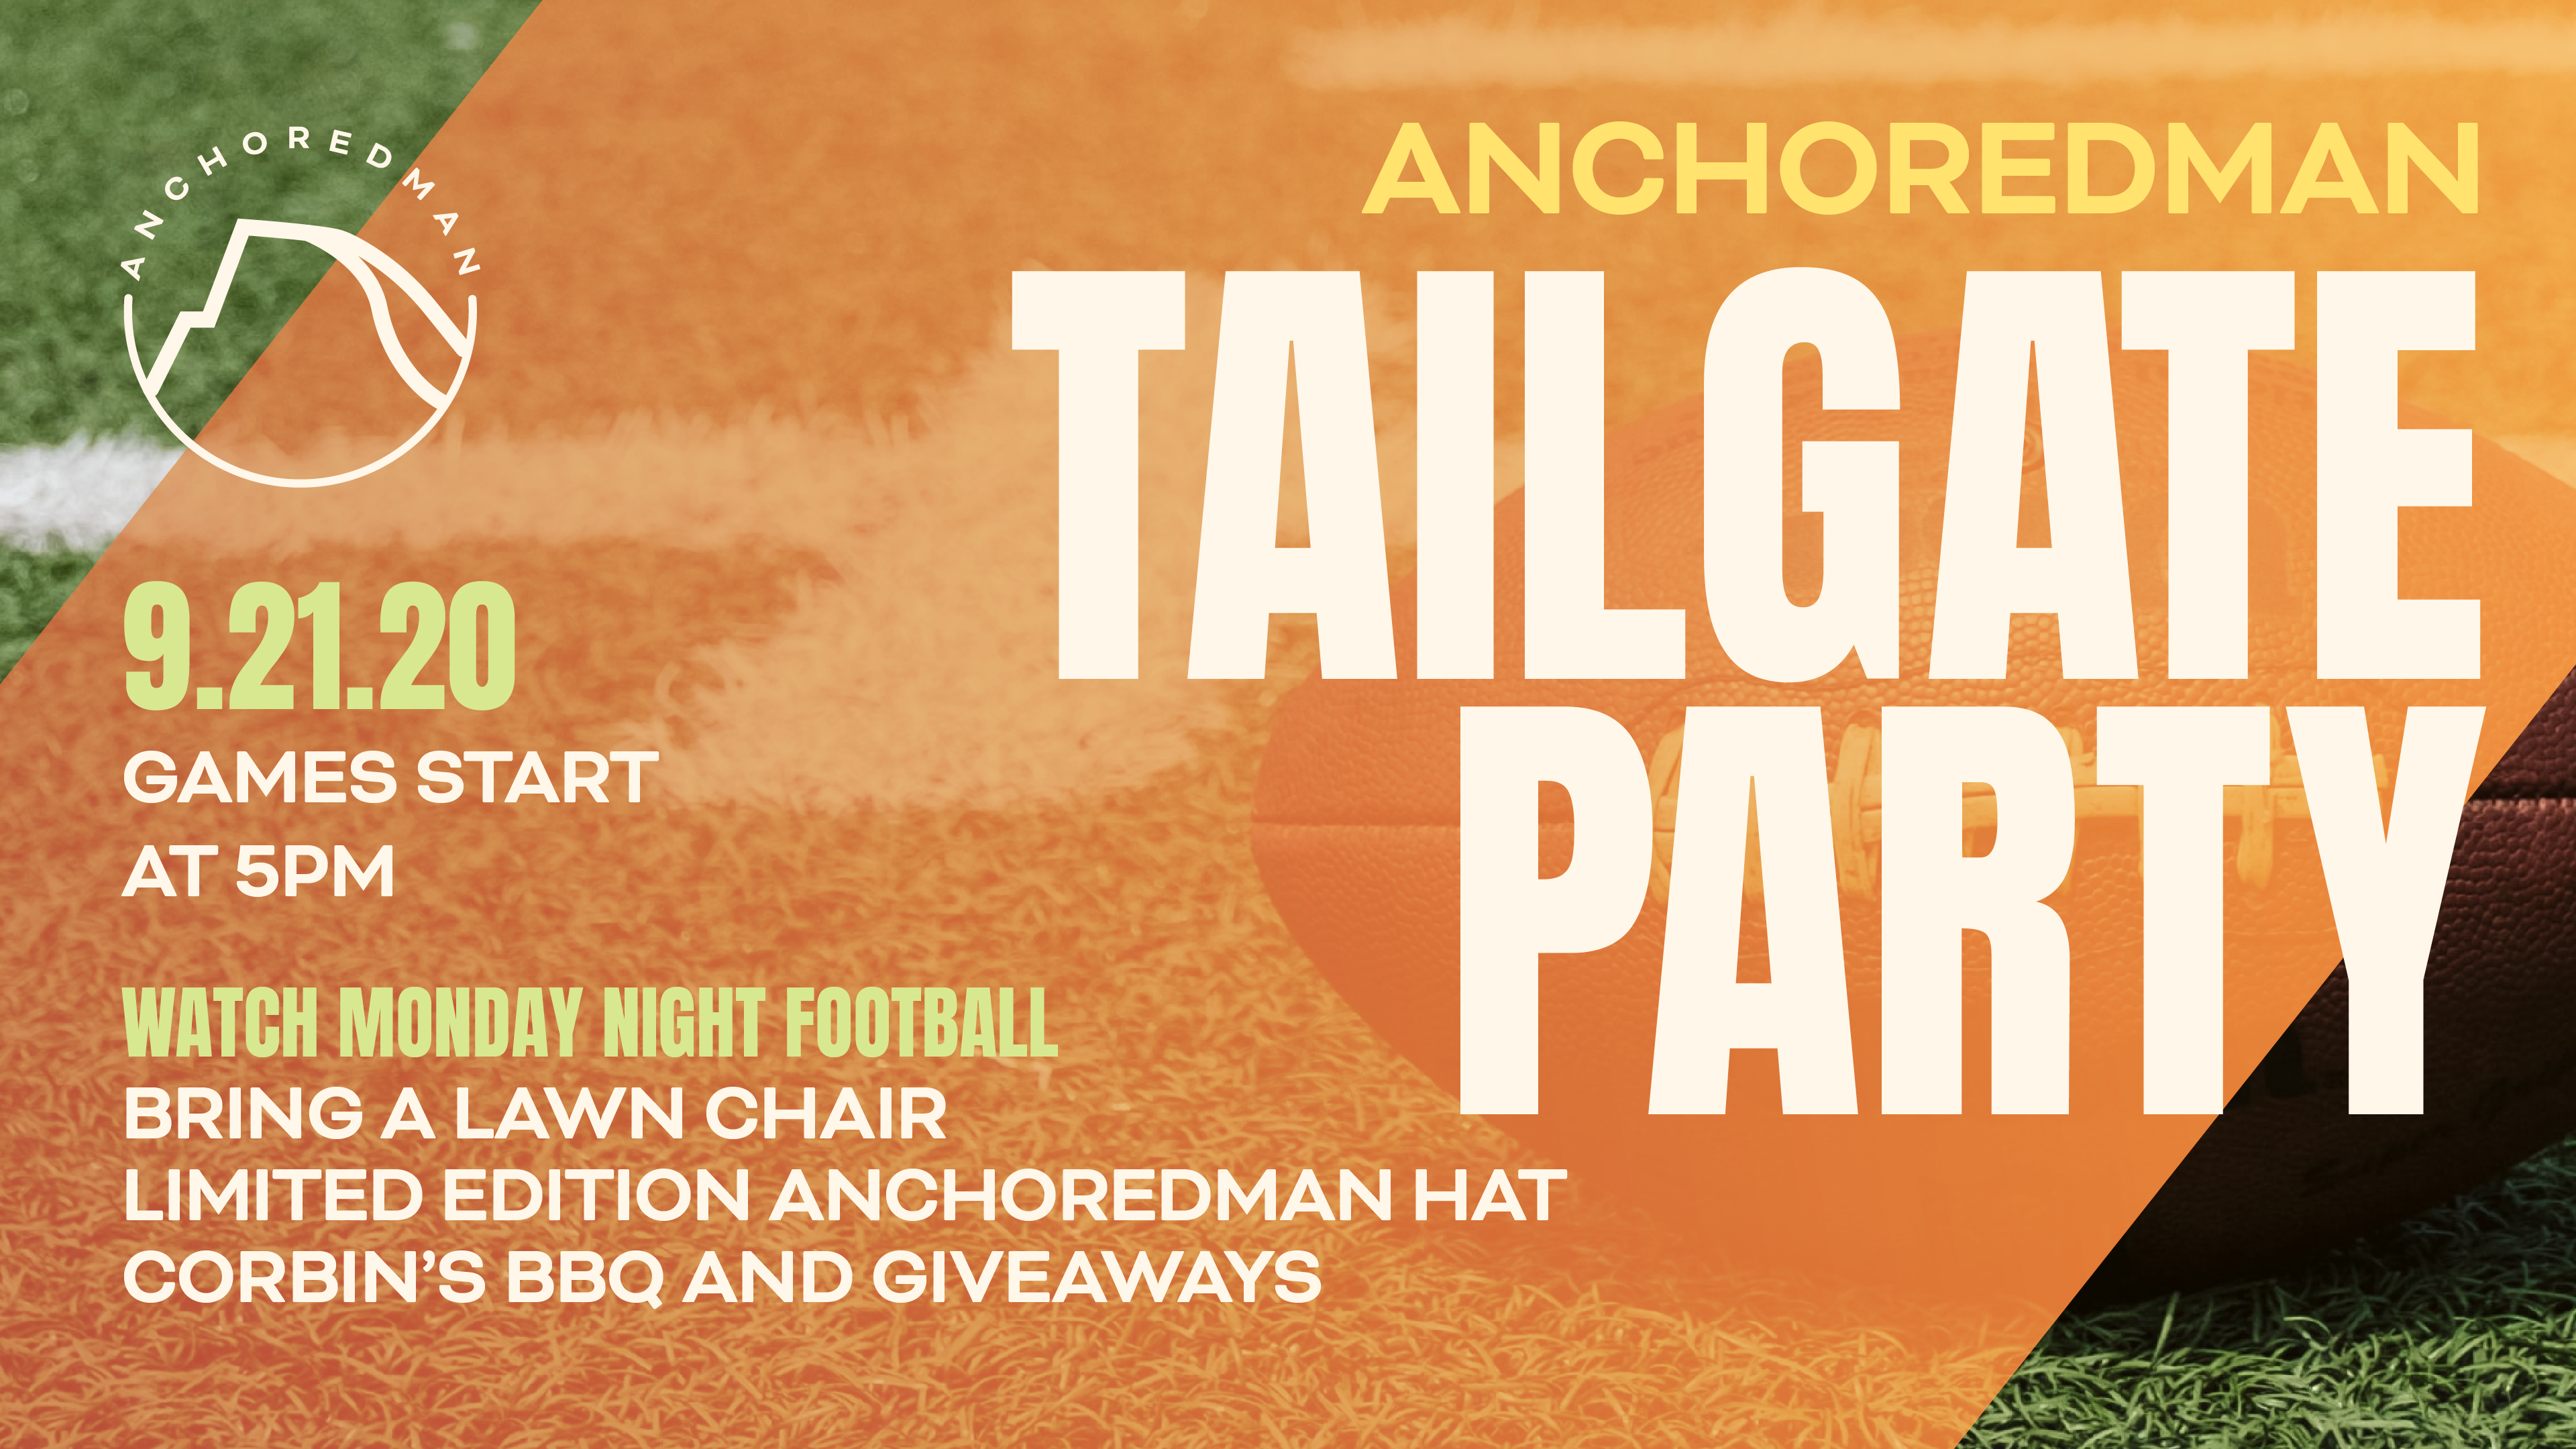 ANCHOREDMAN
ANCHOREDMAN
TAILGATE
PARTY
9.21.20
GAMES START
AT 5PM
WATCH MONDAY NIGHT FOOTBALL
BRING A LAWN CHAIR
LIMITED EDITION ANCHOREDMAN HAT
CORBIN’S BBQ AND GIVEAWAYS